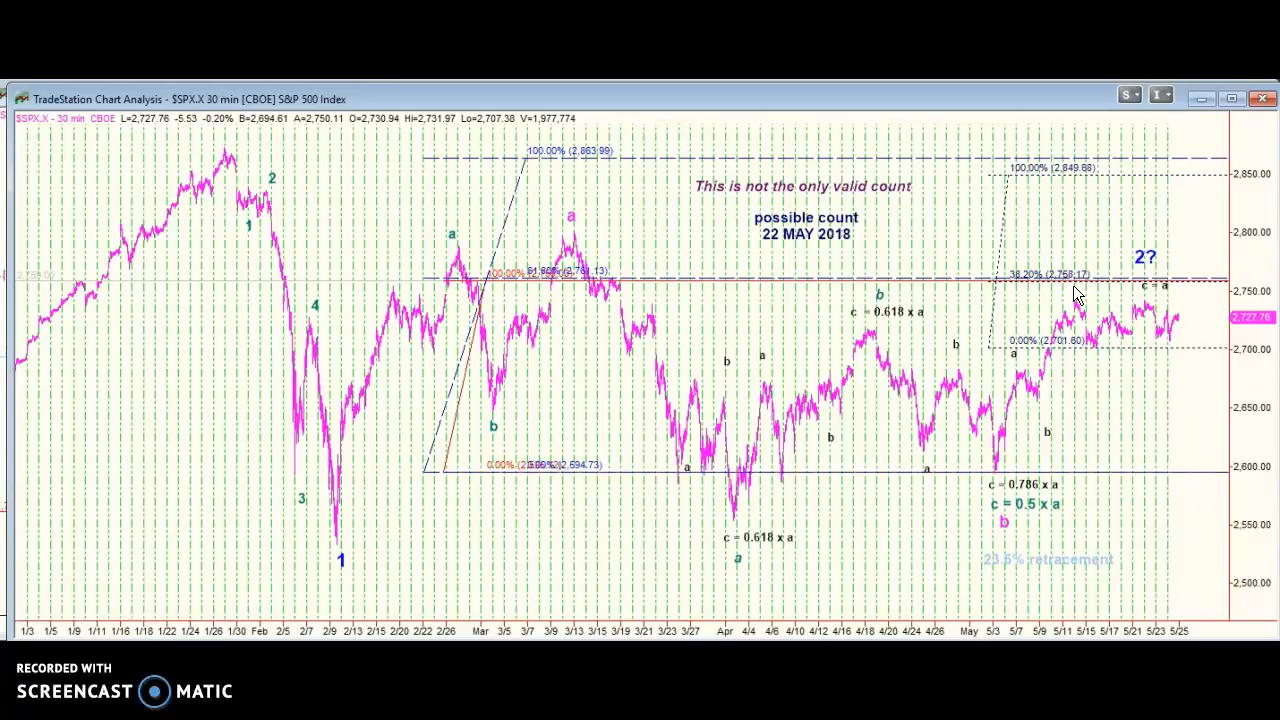 TradeStation Chart Analysis - $SPX.X 30 min [CBOE] S&P 500 Index
S I
$SPX.X - 30 min CBOE L=2,727.76 -5.53 -0.20% B=2,694.61 A=2,750.11 O=2,730.94 Hi=2,731.97 Lo=2,707.38 V=1,977,774
100.00% (2,863.99)
100.00% (2,849.68)
2,850.00
2
This is not the only valid count
a
possible count
1
2,800.00
a
22 MAY 2018
2?
100.00%
38.20% (2,758.17)
c = a
2,750.00
b
4
c = 0.618 x a
2,727.76
0.00% (2,701.60)
b
2,700.00
b
a
a
2,650.00
b
b
b
0.00%
2,594.73)
a
a
2,600.00
c = 0.786 x a
3
c = 0.5 x a
b
2,550.00
c = 0.618 x a
1
a
23.6% retracement
2,500.00
1/3 1/5 1/9 1/11 1/16 1/18 1/22 1/24 1/26 1/30 Feb 2/5 2/7 2/9 2/13 2/15 2/20 2/22 2/26 Mar 3/5 3/7 3/9 3/13 3/15 3/19 3/21 3/23 3/27 Apr 4/4 4/6 4/10 4/12 4/16 4/18 4/20 4/24 4/26 May 5/3 5/7 5/9 5/11 5/15 5/17 5/21 5/23 5/25
RECORDED WITH
SCREENCAST MATIC